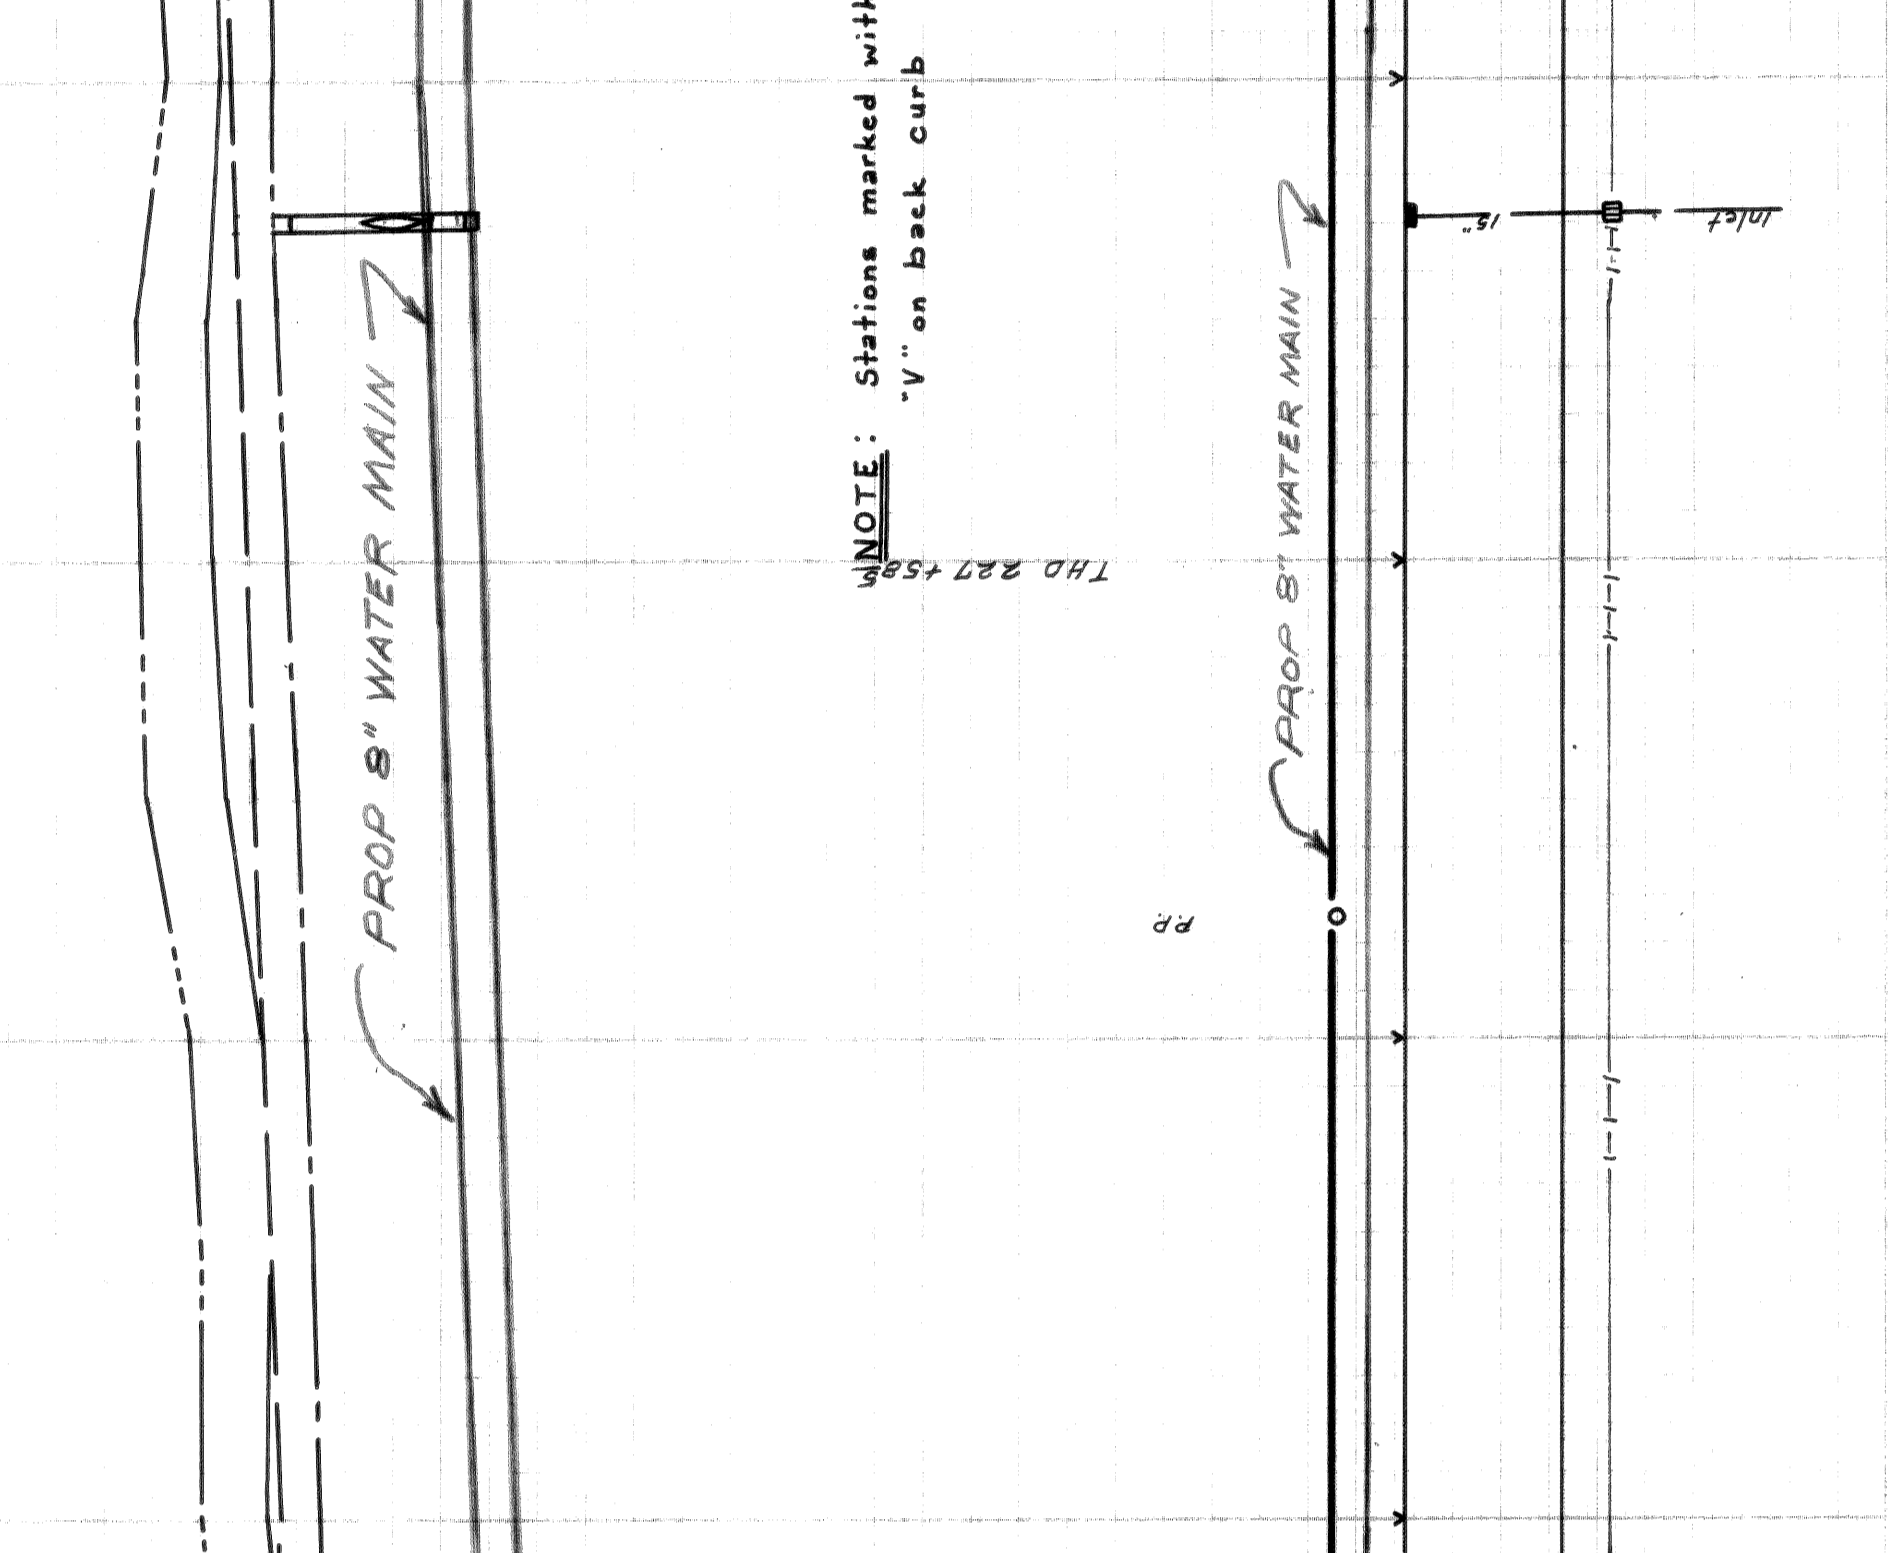 PROP 8" WATER MAIN
NOTE: Stations marked with
"V" on back curb
THD 227+58
PROP 8" WATER MAIN
P.P.
15"
Inlet